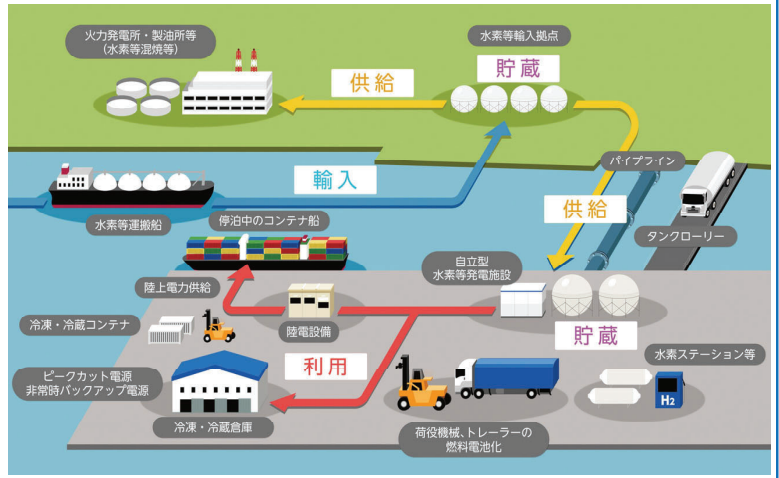 火力発電所・製油所等
(水素等混焼等)
水素等輸入拠点
貯蔵
供給
パイプライン
輸入
水素等運搬船
停泊中のコンテナ船
供給
タンクローリー
自立型
水素等発電施設
陸上電力供給
冷凍・冷蔵コンテナ
陸電設備
貯蔵
利用
水素ステーション等
ピークカット電源
非常時バックアップ電源
H2
冷凍・冷蔵倉庫
荷役機械、トレーラーの
燃料電池化